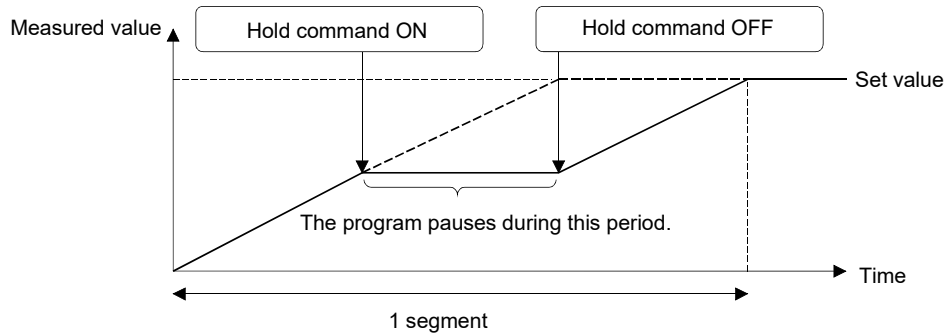 Measured value
Hold command ON
Hold command OFF
Set value
The program pauses during this period.
Time
1 segment